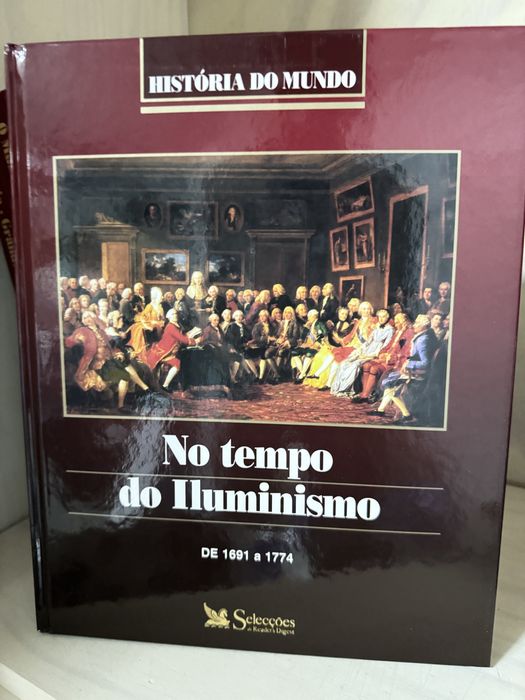 HISTÓRIA DO MUNDO
No tempo
do Iluminismo
DE 1691 a 1774
Selecções
do Reader's Digest